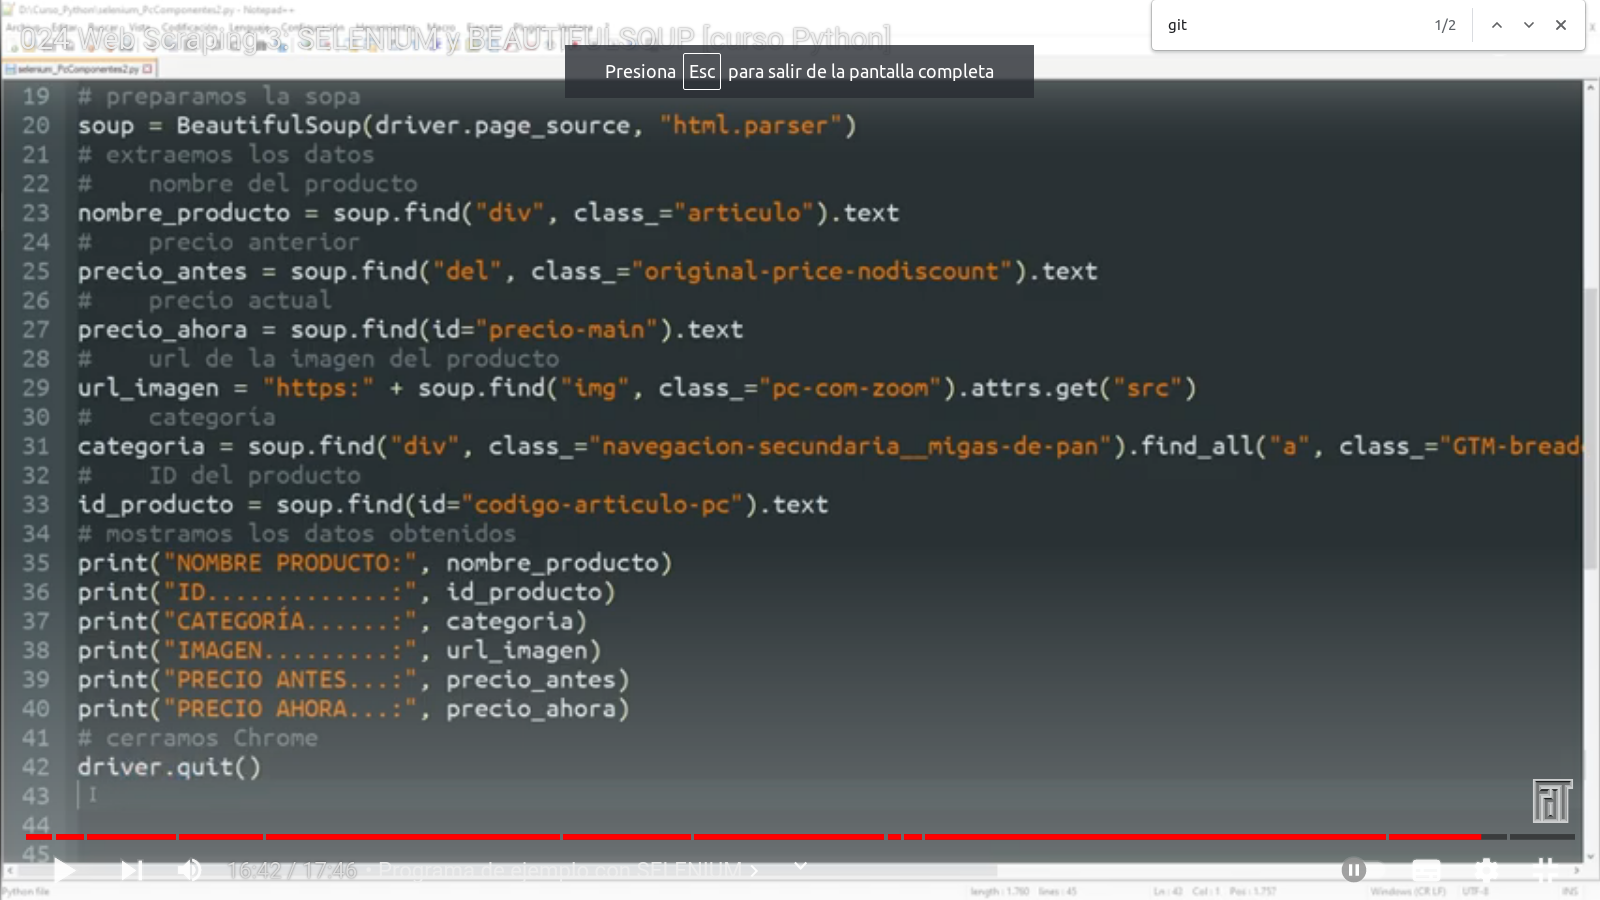 D:\Curso_Python\selenium_PcComponentes2.py - Notepad++
024 Web Scraping 3. SELENIUM y BEAUTIFUL SOUP [curso Python]
git
1/2
Presiona Esc para salir de la pantalla completa
selenium_PcComponentes2.py
19 # preparamos la sopa
20 soup = BeautifulSoup(driver.page_source, "html.parser")
21 # extraemos los datos
22 #    nombre del producto
23 nombre_producto = soup.find("div", class_="articulo").text
24 #    precio anterior
25 precio_antes = soup.find("del", class_="original-price-nodiscount").text
26 #    precio actual
27 precio_ahora = soup.find(id="precio-main").text
28 #    url de la imagen del producto
29 url_imagen = "https:" + soup.find("img", class_="pc-com-zoom").attrs.get("src")
30 #    categoría
31 categoria = soup.find("div", class_="navegacion-secundaria__migas-de-pan").find_all("a", class_="GTM-bread
32 #    ID del producto
33 id_producto = soup.find(id="codigo-articulo-pc").text
34 # mostramos los datos obtenidos
35 print("NOMBRE PRODUCTO:", nombre_producto)
36 print("ID.............:", id_producto)
37 print("CATEGORÍA......:", categoria)
38 print("IMAGEN.........:", url_imagen)
39 print("PRECIO ANTES...:", precio_antes)
40 print("PRECIO AHORA...:", precio_ahora)
41 # cerramos Chrome
42 driver.quit()
43
44
45
16:42 / 17:46 · Programa de ejemplo con SELENIUM
Python file
length : 1.760 lines : 45
Ln : 43 Col : 1 Pos : 1.757
Windows (CR LF)
UTF-8
INS